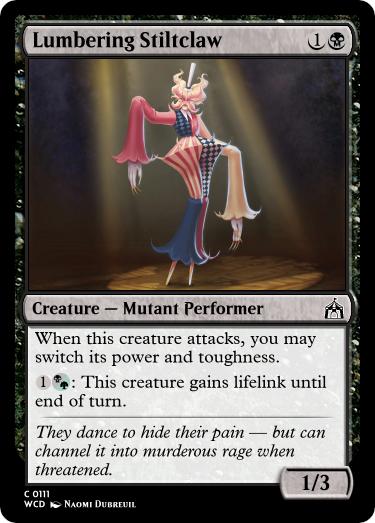 Lumbering Stiltclaw 1
Creature — Mutant Performer
When this creature attacks, you may
switch its power and toughness.
1: This creature gains lifelink until
end of turn.
They dance to hide their pain — but can
channel it into murderous rage when
threatened.
1/3
C 0111
WCD Naomi Dubreuil